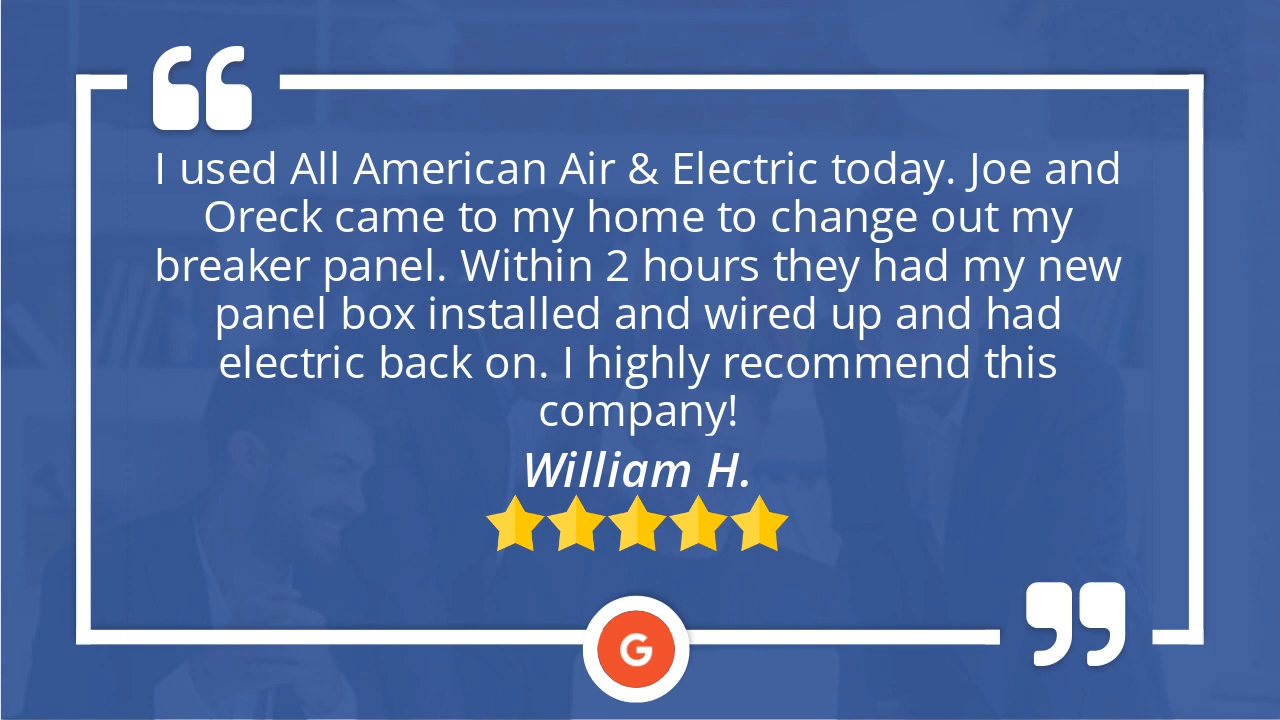 I used All American Air & Electric today. Joe and
Oreck came to my home to change out my
breaker panel. Within 2 hours they had my new
panel box installed and wired up and had
electric back on. I highly recommend this
company!
William H.
G